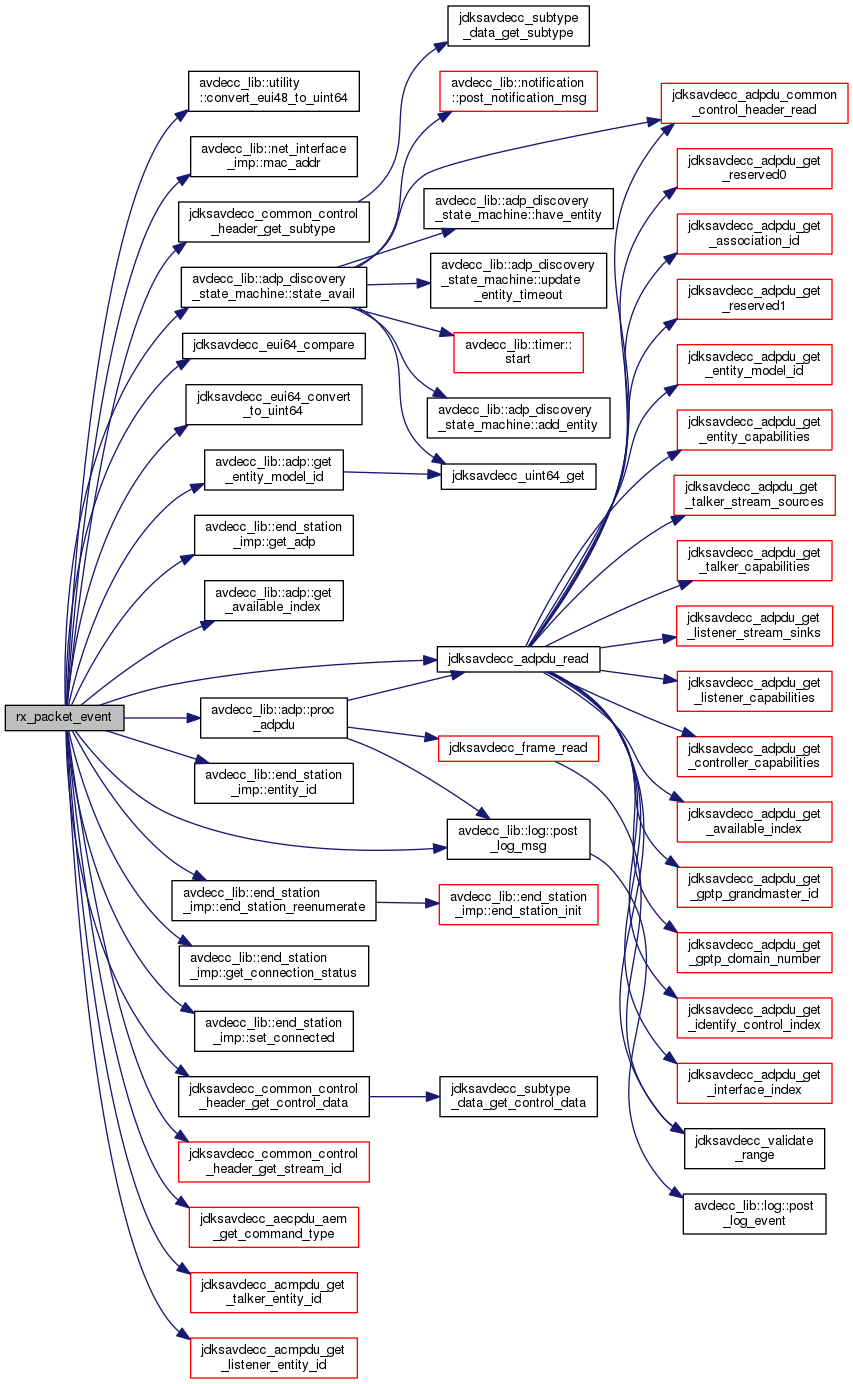 rx_packet_event
avdecc_lib::utility
::convert_eui48_to_uint64
avdecc_lib::net_interface
_imp::mac_addr
jdksavdecc_common_control
_header_get_subtype
avdecc_lib::adp_discovery
_state_machine::state_avail
jdksavdecc_eui64_compare
jdksavdecc_eui64_convert
_to_uint64
avdecc_lib::adp::get
_entity_model_id
avdecc_lib::end_station
_imp::get_adp
avdecc_lib::adp::get
_available_index
avdecc_lib::adp::proc
_adpdu
avdecc_lib::end_station
_imp::entity_id
avdecc_lib::end_station
_imp::end_station_reenumerate
avdecc_lib::end_station
_imp::get_connection_status
avdecc_lib::end_station
_imp::set_connected
jdksavdecc_common_control
_header_get_control_data
jdksavdecc_common_control
_header_get_stream_id
jdksavdecc_aecpdu_aem
_get_command_type
jdksavdecc_acmpdu_get
_talker_entity_id
jdksavdecc_acmpdu_get
_listener_entity_id
jdksavdecc_subtype
_data_get_subtype
avdecc_lib::notification
::post_notification_msg
avdecc_lib::adp_discovery
_state_machine::have_entity
avdecc_lib::adp_discovery
_state_machine::update
_entity_timeout
avdecc_lib::timer::
start
avdecc_lib::adp_discovery
_state_machine::add_entity
jdksavdecc_uint64_get
jdksavdecc_adpdu_read
jdksavdecc_frame_read
avdecc_lib::log::post
_log_msg
avdecc_lib::end_station
_imp::end_station_init
jdksavdecc_subtype
_data_get_control_data
jdksavdecc_adpdu_common
_control_header_read
jdksavdecc_adpdu_get
_reserved0
jdksavdecc_adpdu_get
_association_id
jdksavdecc_adpdu_get
_reserved1
jdksavdecc_adpdu_get
_entity_model_id
jdksavdecc_adpdu_get
_entity_capabilities
jdksavdecc_adpdu_get
_talker_stream_sources
jdksavdecc_adpdu_get
_talker_capabilities
jdksavdecc_adpdu_get
_listener_stream_sinks
jdksavdecc_adpdu_get
_listener_capabilities
jdksavdecc_adpdu_get
_controller_capabilities
jdksavdecc_adpdu_get
_available_index
jdksavdecc_adpdu_get
_gptp_grandmaster_id
jdksavdecc_adpdu_get
_gptp_domain_number
jdksavdecc_adpdu_get
_identify_control_index
jdksavdecc_adpdu_get
_interface_index
jdksavdecc_validate
_range
avdecc_lib::log::post
_log_event